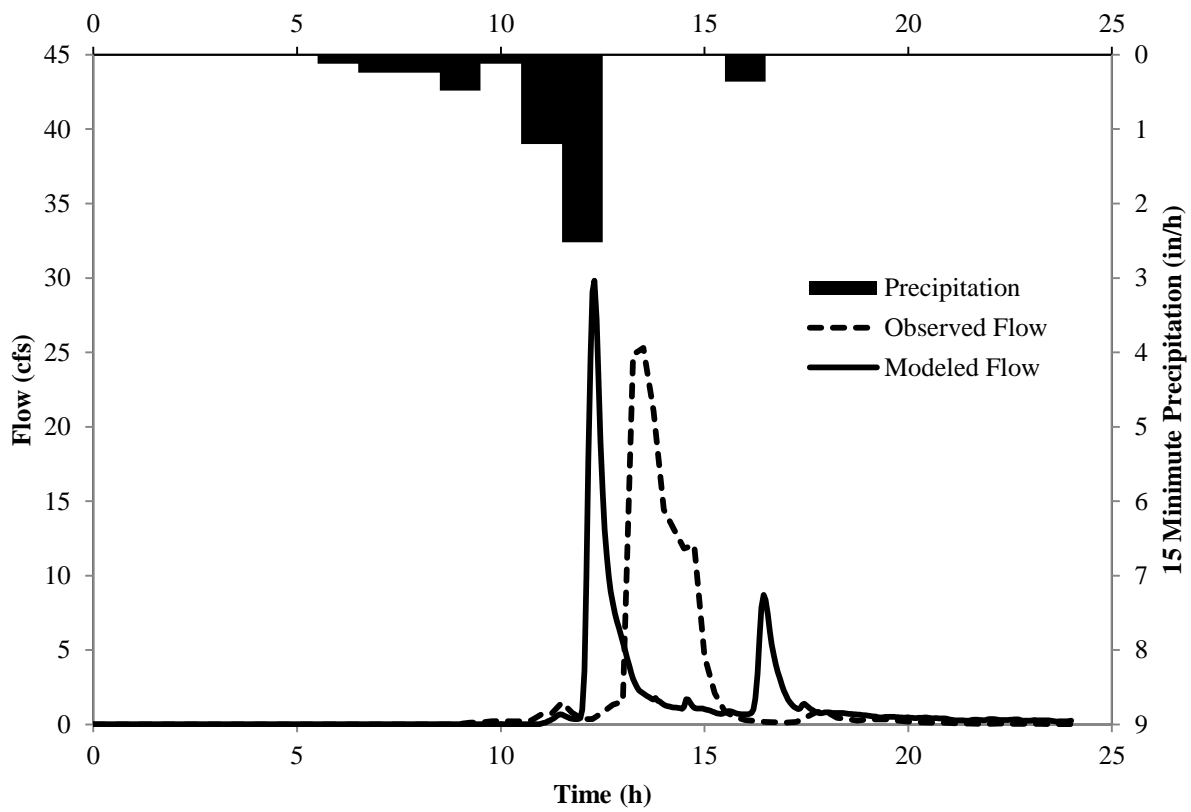 0 5 10 15 20 25
45 0
40 1
35 2
30 3
25 4
20 5
15 6
10 7
5 8
0 9
Flow (cfs)
15 Minimute Precipitation (in/h)
Precipitation
Observed Flow
Modeled Flow
0 5 10 15 20 25
Time (h)